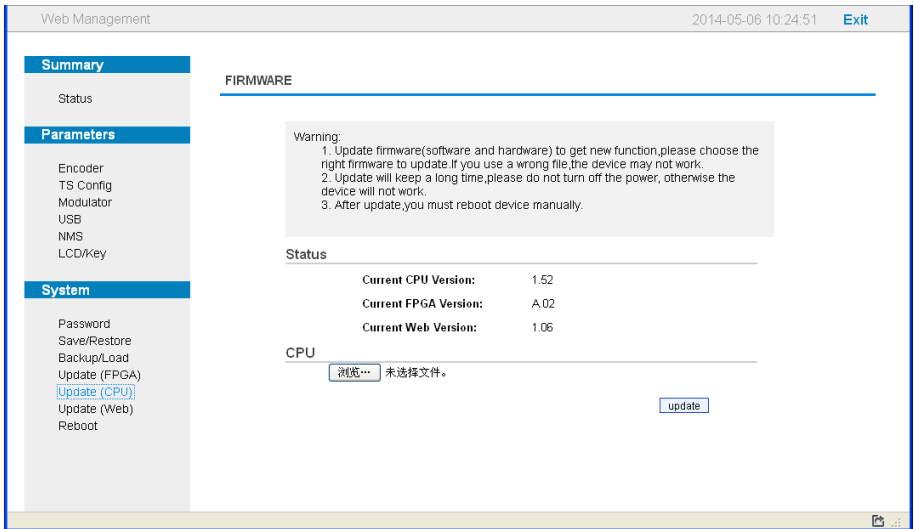 Web Management
2014-05-06 10:24:51 Exit
Summary
Status
Parameters
Encoder
TS Config
Modulator
USB
NMS
LCD/Key
System
Password
Save/Restore
Backup/Load
Update (FPGA)
Update (CPU)
Update (Web)
Reboot
FIRMWARE
Warning:
1. Update firmware(software and hardware) to get new function,please choose the
right firmware to update.If you use a wrong file,the device may not work.
2. Update will keep a long time,please do not turn off the power, otherwise the
device will not work.
3. After update,you must reboot device manually.
Status
Current CPU Version: 1.52
Current FPGA Version: A.02
Current Web Version: 1.06
CPU
浏览… 未选择文件。
update